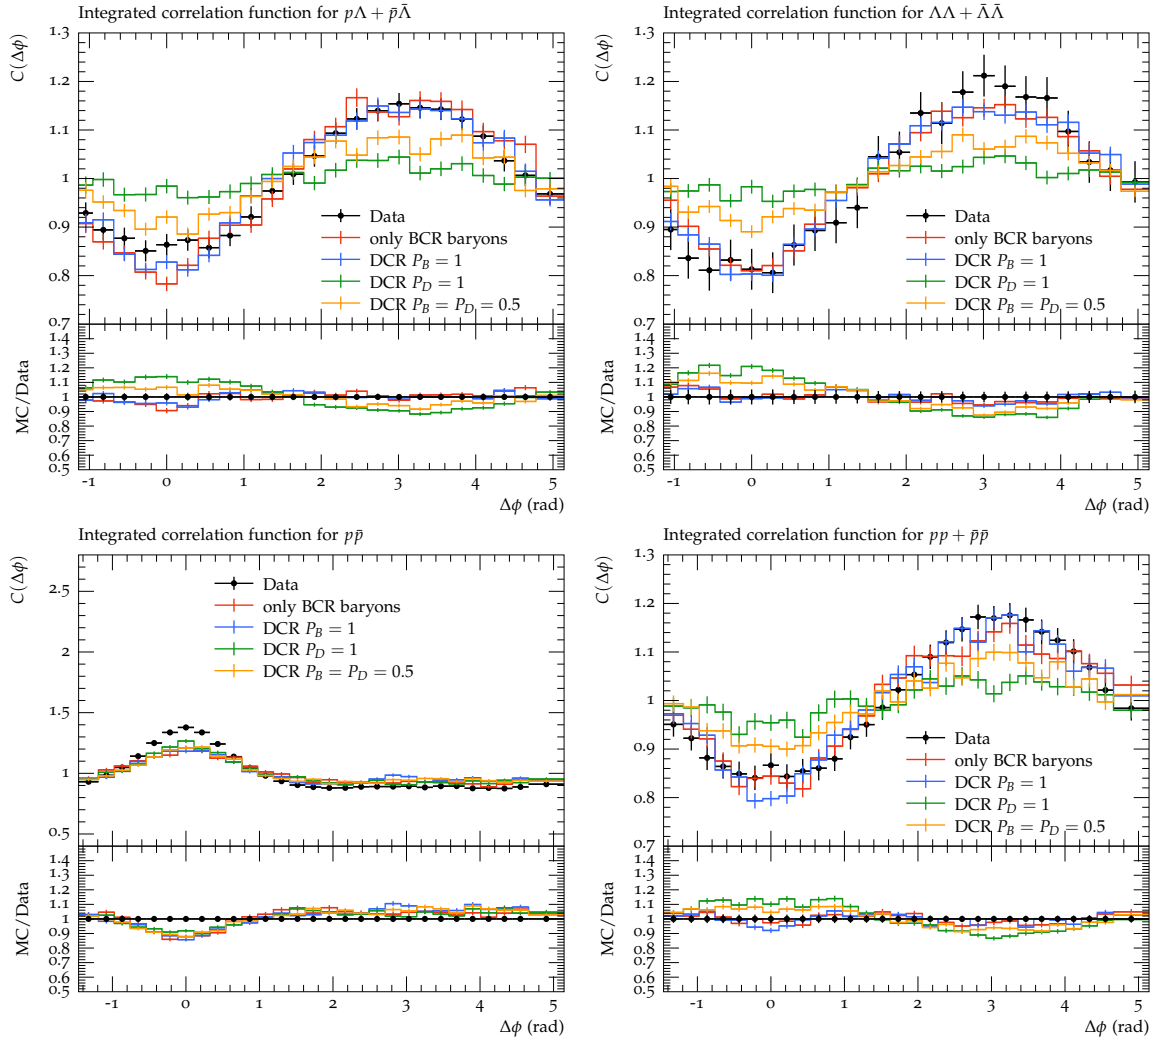 Integrated correlation function for pΛ + p̄Λ̄
C(Δϕ)
1.3
1.2
1.1
1
0.9
0.8
0.7
Data
only BCR baryons
DCR P_B = 1
DCR P_D = 1
DCR P_B = P_D = 0.5
MC/Data
1.4
1.3
1.2
1.1
1
0.9
0.8
0.7
0.6
0.5
-1 0 1 2 3 4 5
Δϕ (rad)
Integrated correlation function for ΛΛ + Λ̄Λ̄
C(Δϕ)
1.3
1.2
1.1
1
0.9
0.8
0.7
Data
only BCR baryons
DCR P_B = 1
DCR P_D = 1
DCR P_B = P_D = 0.5
MC/Data
1.4
1.3
1.2
1.1
1
0.9
0.8
0.7
0.6
0.5
-1 0 1 2 3 4 5
Δϕ (rad)
Integrated correlation function for pp̄
C(Δϕ)
2.5
2
1.5
1
0.5
Data
only BCR baryons
DCR P_B = 1
DCR P_D = 1
DCR P_B = P_D = 0.5
MC/Data
1.4
1.3
1.2
1.1
1
0.9
0.8
0.7
0.6
0.5
-1 0 1 2 3 4 5
Δϕ (rad)
Integrated correlation function for pp + p̄p̄
C(Δϕ)
1.3
1.2
1.1
1
0.9
0.8
0.7
Data
only BCR baryons
DCR P_B = 1
DCR P_D = 1
DCR P_B = P_D = 0.5
MC/Data
1.4
1.3
1.2
1.1
1
0.9
0.8
0.7
0.6
0.5
-1 0 1 2 3 4 5
Δϕ (rad)